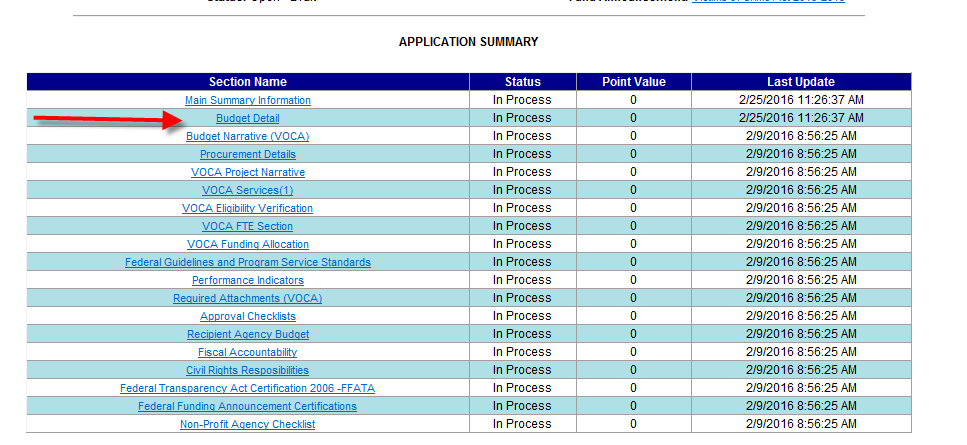 APPLICATION SUMMARY
Section Name Status Point Value Last Update
Main Summary Information In Process 0 2/25/2016 11:26:37 AM
Budget Detail In Process 0 2/25/2016 11:26:37 AM
Budget Narrative (VOCA) In Process 0 2/9/2016 8:56:25 AM
Procurement Details In Process 0 2/9/2016 8:56:25 AM
VOCA Project Narrative In Process 0 2/9/2016 8:56:25 AM
VOCA Services(1) In Process 0 2/9/2016 8:56:25 AM
VOCA Eligibility Verification In Process 0 2/9/2016 8:56:25 AM
VOCA FTE Section In Process 0 2/9/2016 8:56:25 AM
VOCA Funding Allocation In Process 0 2/9/2016 8:56:25 AM
Federal Guidelines and Program Service Standards In Process 0 2/9/2016 8:56:25 AM
Performance Indicators In Process 0 2/9/2016 8:56:25 AM
Required Attachments (VOCA) In Process 0 2/9/2016 8:56:25 AM
Approval Checklists In Process 0 2/9/2016 8:56:25 AM
Recipient Agency Budget In Process 0 2/9/2016 8:56:25 AM
Fiscal Accountability In Process 0 2/9/2016 8:56:25 AM
Civil Rights Resposibilities In Process 0 2/9/2016 8:56:25 AM
Federal Transparency Act Certification 2006 -FFATA In Process 0 2/9/2016 8:56:25 AM
Federal Funding Announcement Certifications In Process 0 2/9/2016 8:56:25 AM
Non-Profit Agency Checklist In Process 0 2/9/2016 8:56:25 AM